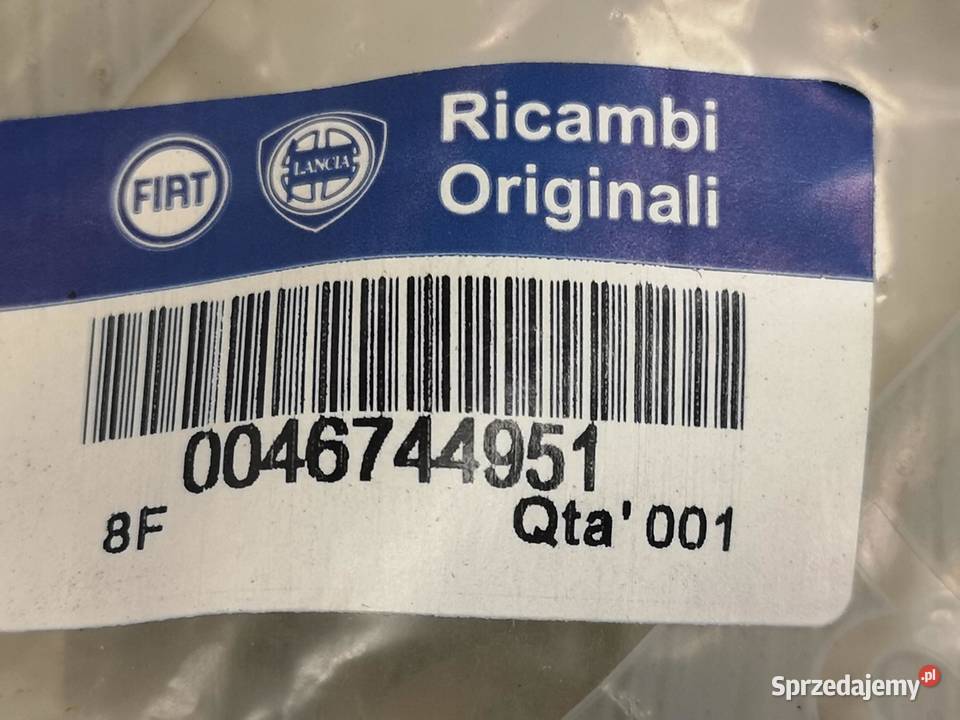 FIAT
LANCIA
Ricambi
Originali
0046744951
8F
Qta' 001
Sprzedajemy.pl